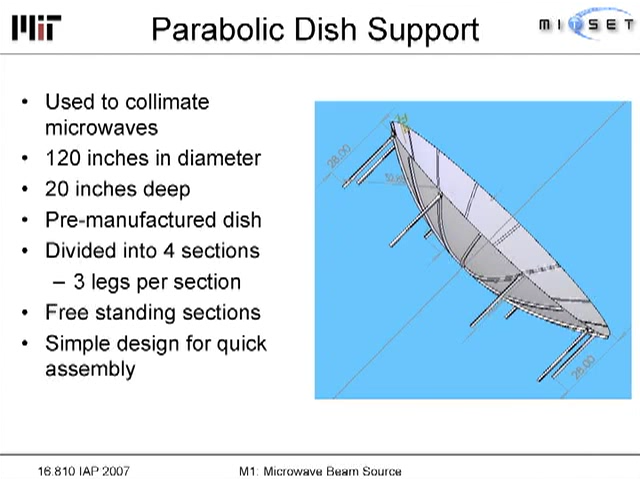 MIT
Parabolic Dish Support
MITSET
• Used to collimate
microwaves
• 120 inches in diameter
• 20 inches deep
• Pre-manufactured dish
• Divided into 4 sections
– 3 legs per section
• Free standing sections
• Simple design for quick
assembly
28.00
28.00
16.810 IAP 2007
M1: Microwave Beam Source